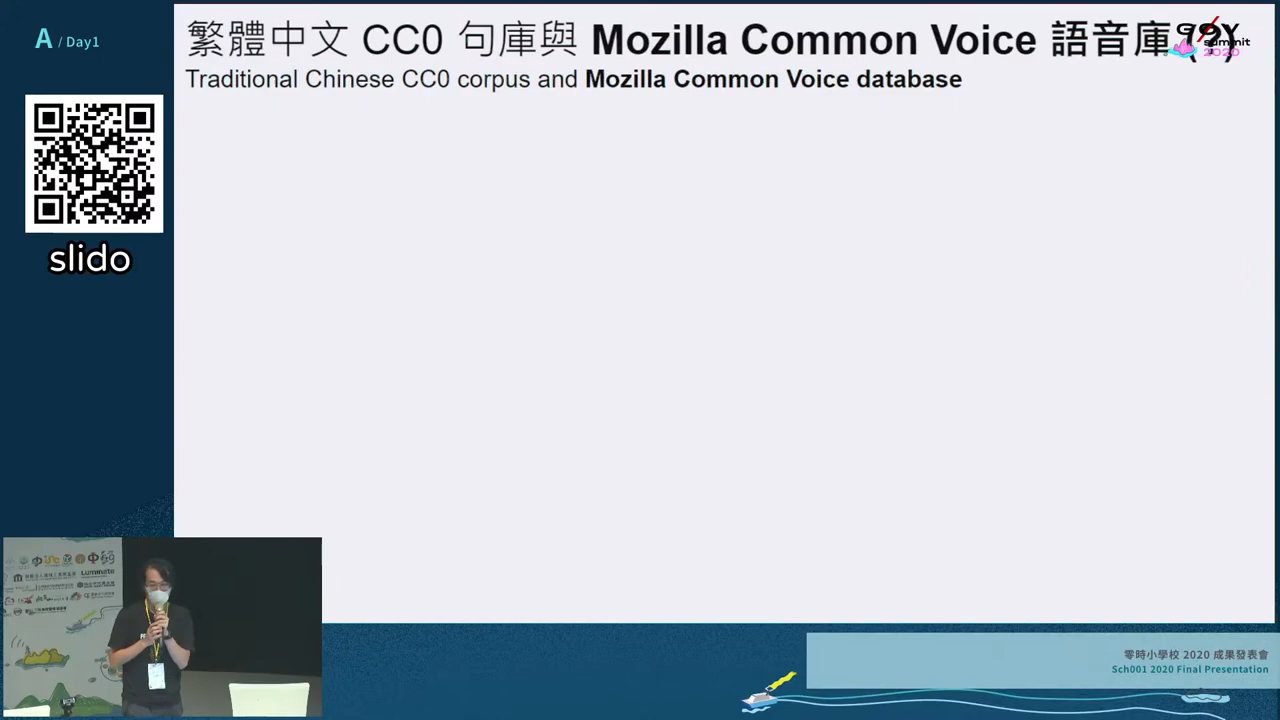 A / Day1
繁體中文 CC0 句庫與 Mozilla Common Voice 語音庫
Traditional Chinese CC0 corpus and Mozilla Common Voice database
summit
2020
slido
Luminate
零時小學校 2020 成果發表會
Sch001 2020 Final Presentation